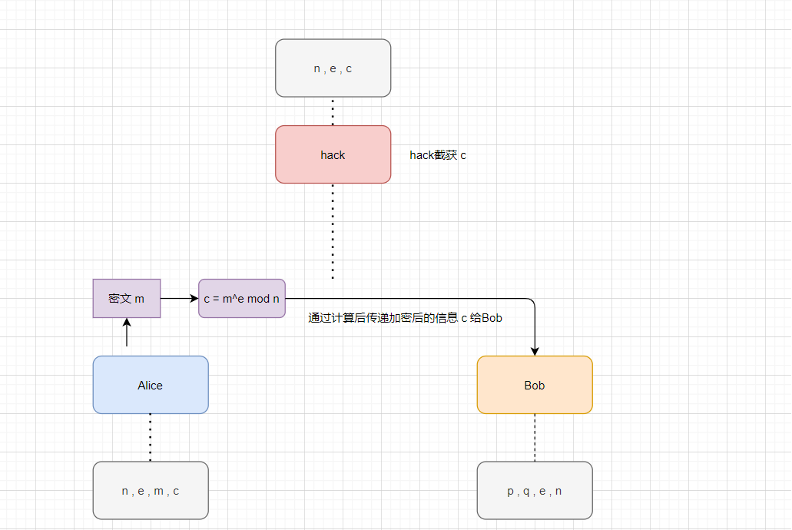 n , e , c
hack
hack截获 c
密文 m
c = m^e mod n
通过计算后传递加密后的信息 c 给Bob
Alice
Bob
n , e , m , c
p , q , e , n